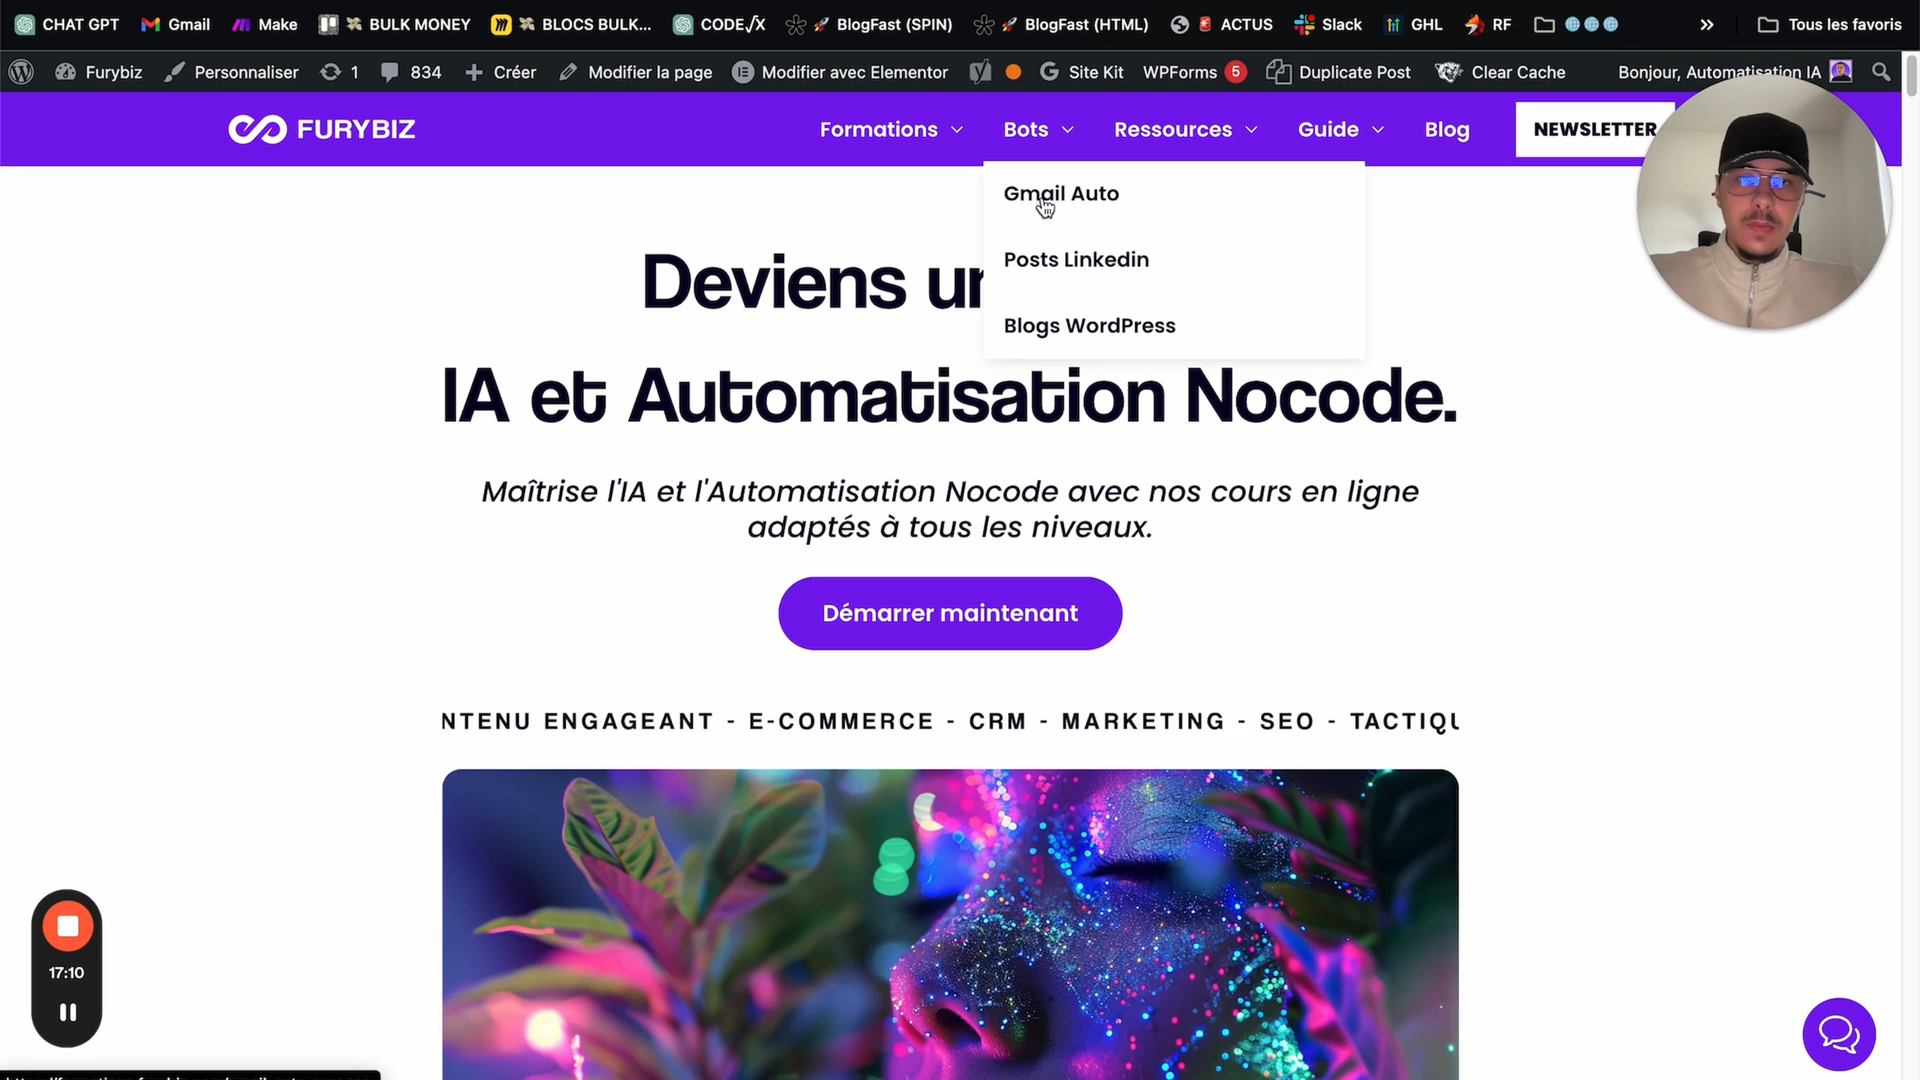 CHAT GPT Gmail Make BULK MONEY BLOCS BULK... CODE√X BlogFast (SPIN) BlogFast (HTML) ACTUS Slack GHL RF » Tous les favoris
Furybiz Personnaliser 1 834 Créer Modifier la page Modifier avec Elementor Site Kit WPForms 5 Duplicate Post Clear Cache Bonjour, Automatisation IA
FURYBIZ Formations Bots Ressources Guide Blog NEWSLETTER
Gmail Auto
Posts Linkedin
Blogs WordPress
Deviens un
IA et Automatisation Nocode.
Maîtrise l'IA et l'Automatisation Nocode avec nos cours en ligne
adaptés à tous les niveaux.
Démarrer maintenant
NTENU ENGAGEANT - E-COMMERCE - CRM - MARKETING - SEO - TACTIQU
17:10